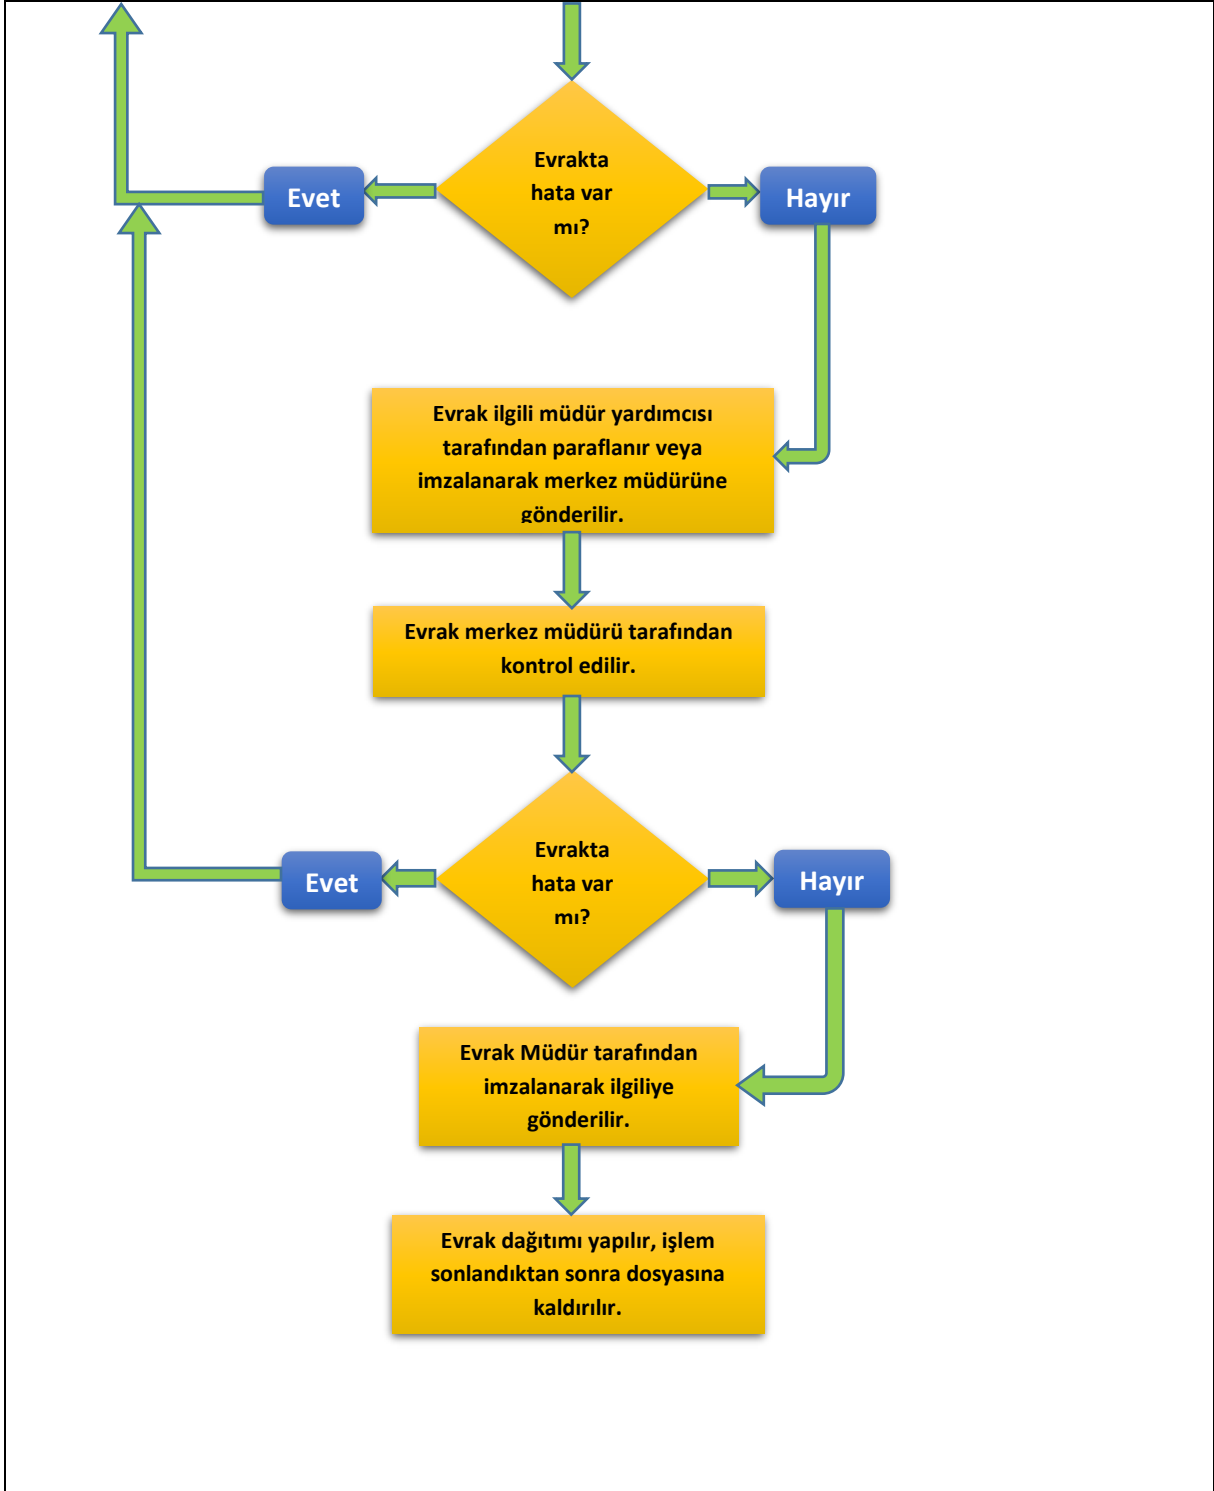 Evrakta
hata var
mı?
Evet
Hayır
Evrak ilgili müdür yardımcısı
tarafından paraflanır veya
imzalanarak merkez müdürüne
gönderilir.
Evrak merkez müdürü tarafından
kontrol edilir.
Evrakta
hata var
mı?
Evet
Hayır
Evrak Müdür tarafından
imzalanarak ilgiliye
gönderilir.
Evrak dağıtımı yapılır, işlem
sonlandıktan sonra dosyasına
kaldırılır.